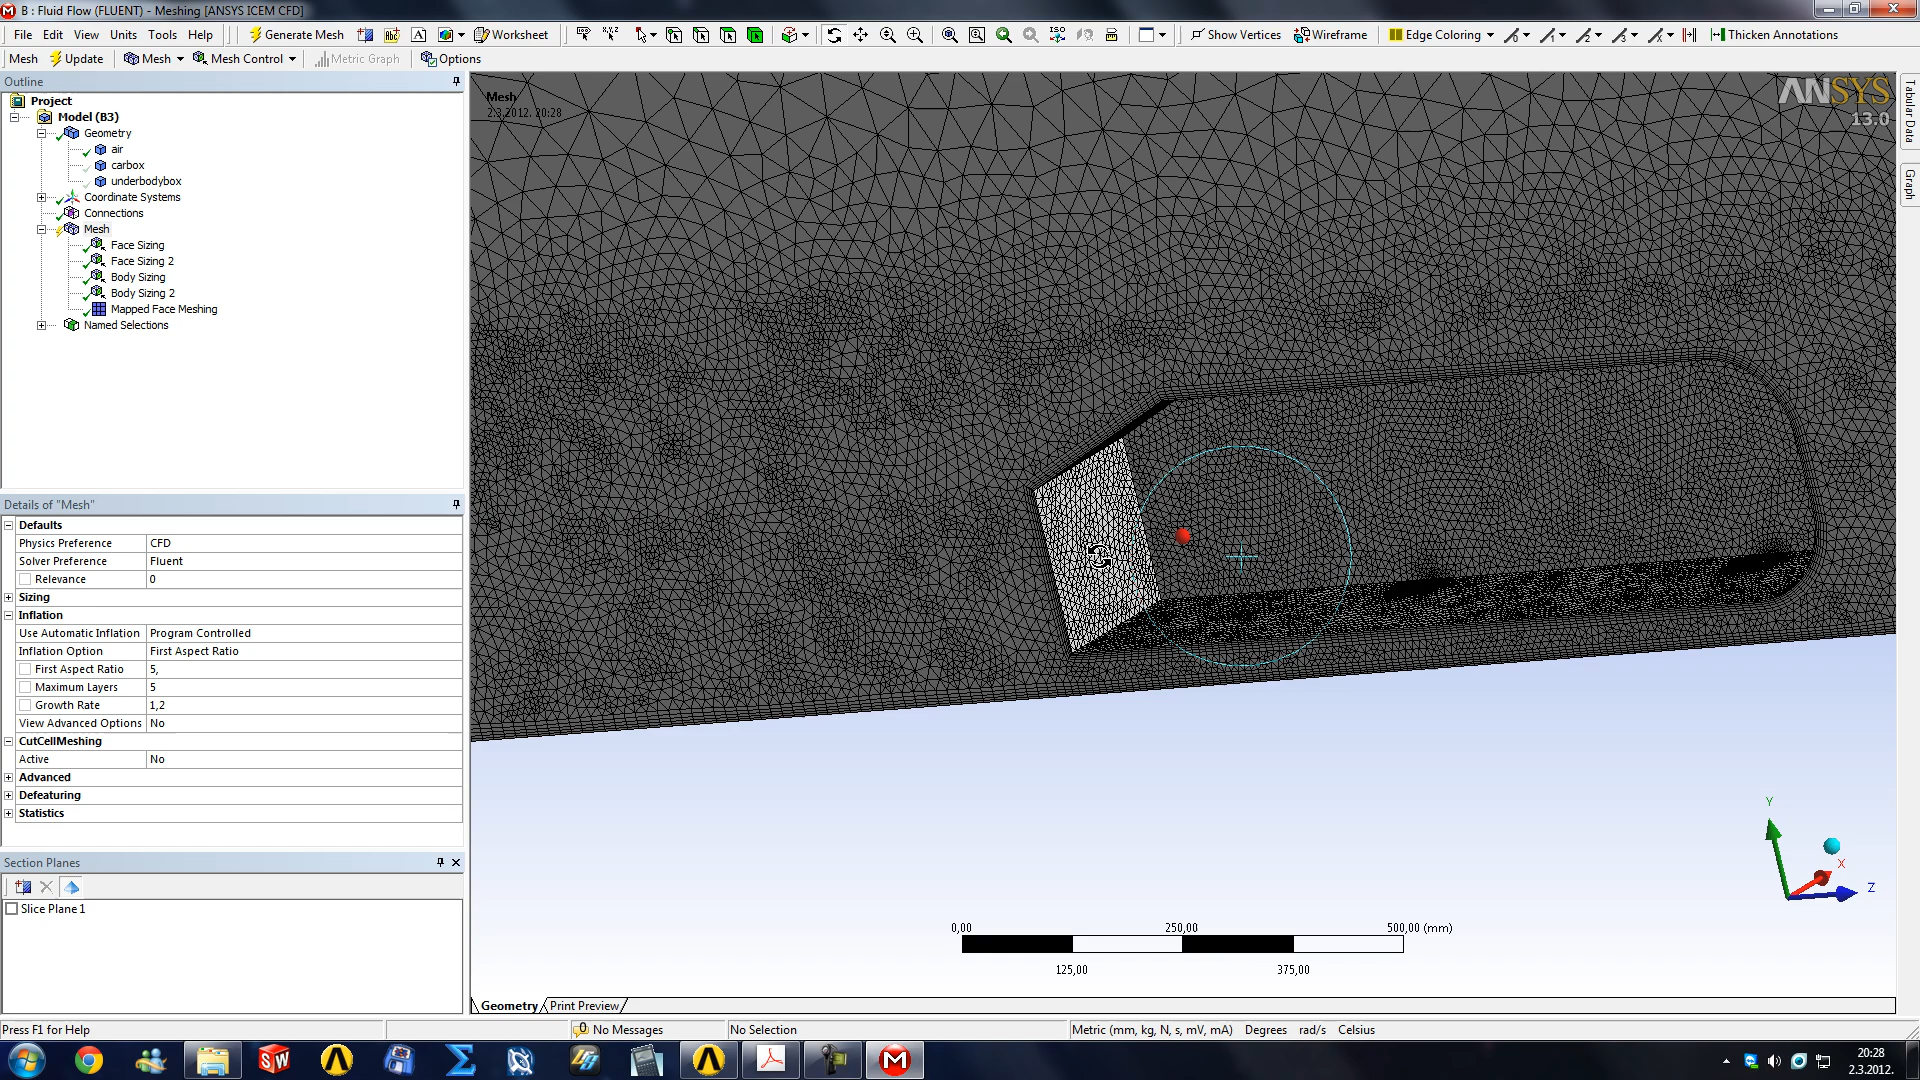 B : Fluid Flow (FLUENT) - Meshing [ANSYS ICEM CFD]
File Edit View Units Tools Help Generate Mesh Worksheet Show Vertices Wireframe Edge Coloring Thicken Annotations
Mesh Update Mesh Mesh Control Metric Graph Options
Outline
Project
Model (B3)
Geometry
air
carbox
underbodybox
Coordinate Systems
Connections
Mesh
Face Sizing
Face Sizing 2
Body Sizing
Body Sizing 2
Mapped Face Meshing
Named Selections
Details of "Mesh"
Defaults
Physics Preference CFD
Solver Preference Fluent
Relevance 0
Sizing
Inflation
Use Automatic Inflation Program Controlled
Inflation Option First Aspect Ratio
First Aspect Ratio 5,
Maximum Layers 5
Growth Rate 1,2
View Advanced Options No
CutCellMeshing
Active No
Advanced
Defeaturing
Statistics
Section Planes
Slice Plane 1
Mesh
2.3.2012. 20:28
ANSYS
13.0
Tabular Data
Graph
Y
X
Z
0,00 250,00 500,00 (mm)
125,00 375,00
Geometry Print Preview
Press F1 for Help 0 No Messages No Selection Metric (mm, kg, N, s, mV, mA) Degrees rad/s Celsius
SW
M
20:28
2.3.2012.